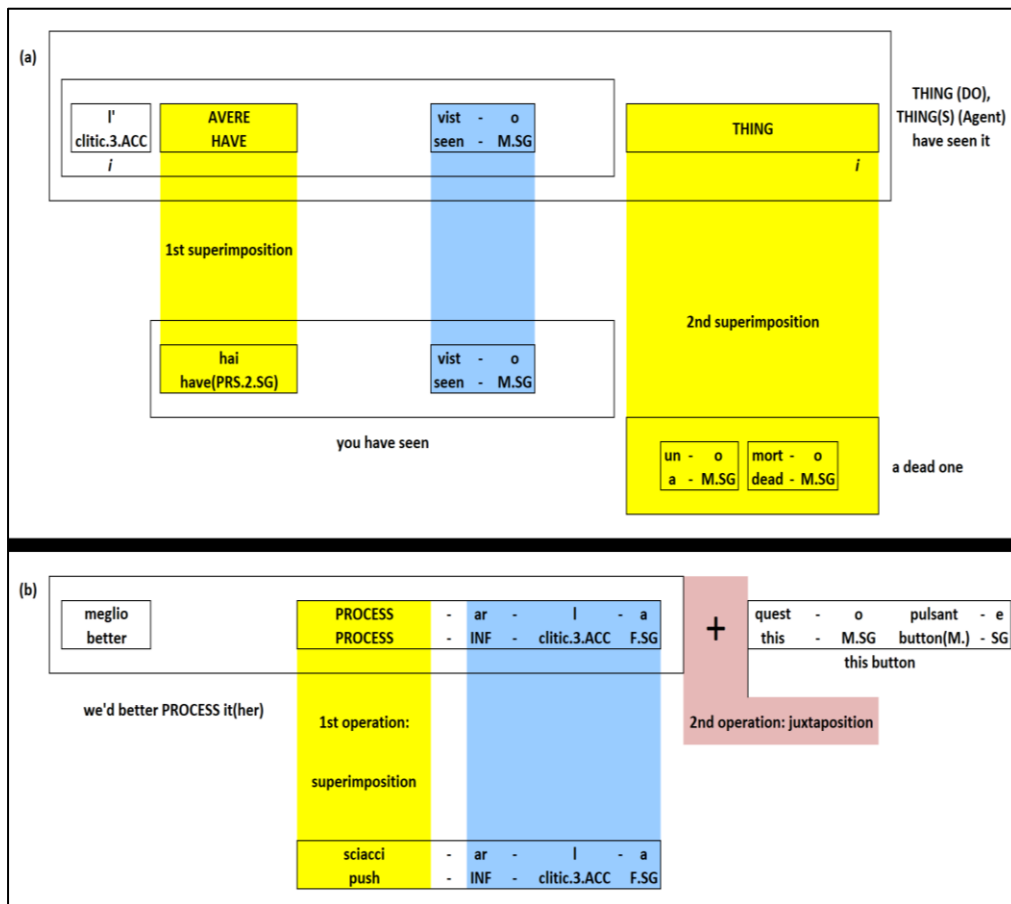 (a)
l' AVERE vist - o THING THING (DO),
clitic.3.ACC HAVE seen - M.SG THING(S) (Agent)
i i have seen it
1st superimposition
2nd superimposition
hai vist - o
have(PRS.2.SG) seen - M.SG
you have seen
un - o mort - o
a - M.SG dead - M.SG
a dead one
(b)
meglio PROCESS - ar - l - a + quest - o pulsant - e
better PROCESS - INF - clitic.3.ACC F.SG this - M.SG button(M.) - SG
this button
we'd better PROCESS it(her)
1st operation: 2nd operation: juxtaposition
superimposition
sciacci - ar - l - a
push - INF - clitic.3.ACC F.SG